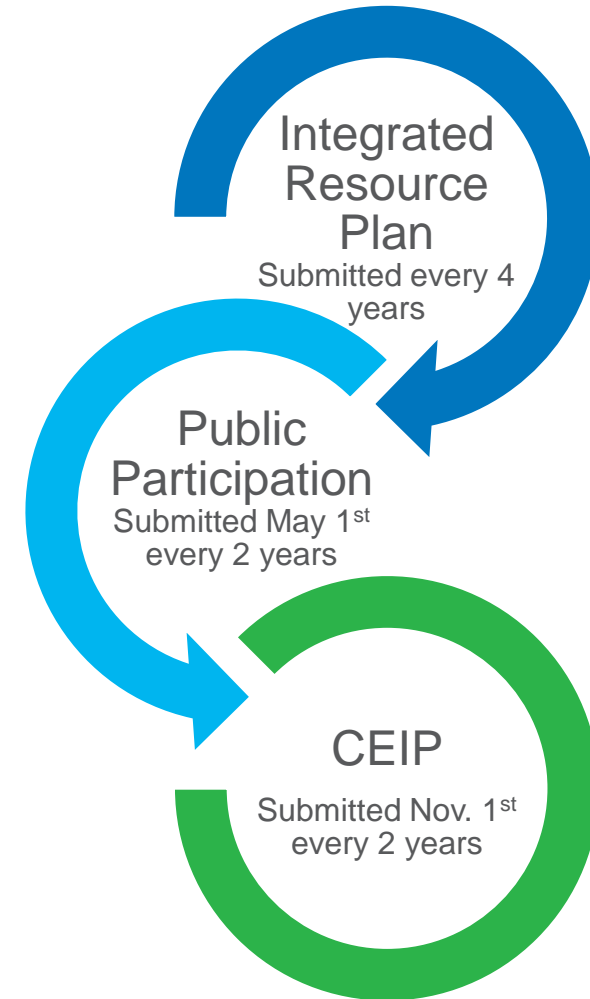 Integrated
Resource
Plan
Submitted every 4
years
Public
Participation
Submitted May 1st
every 2 years
CEIP
Submitted Nov. 1st
every 2 years